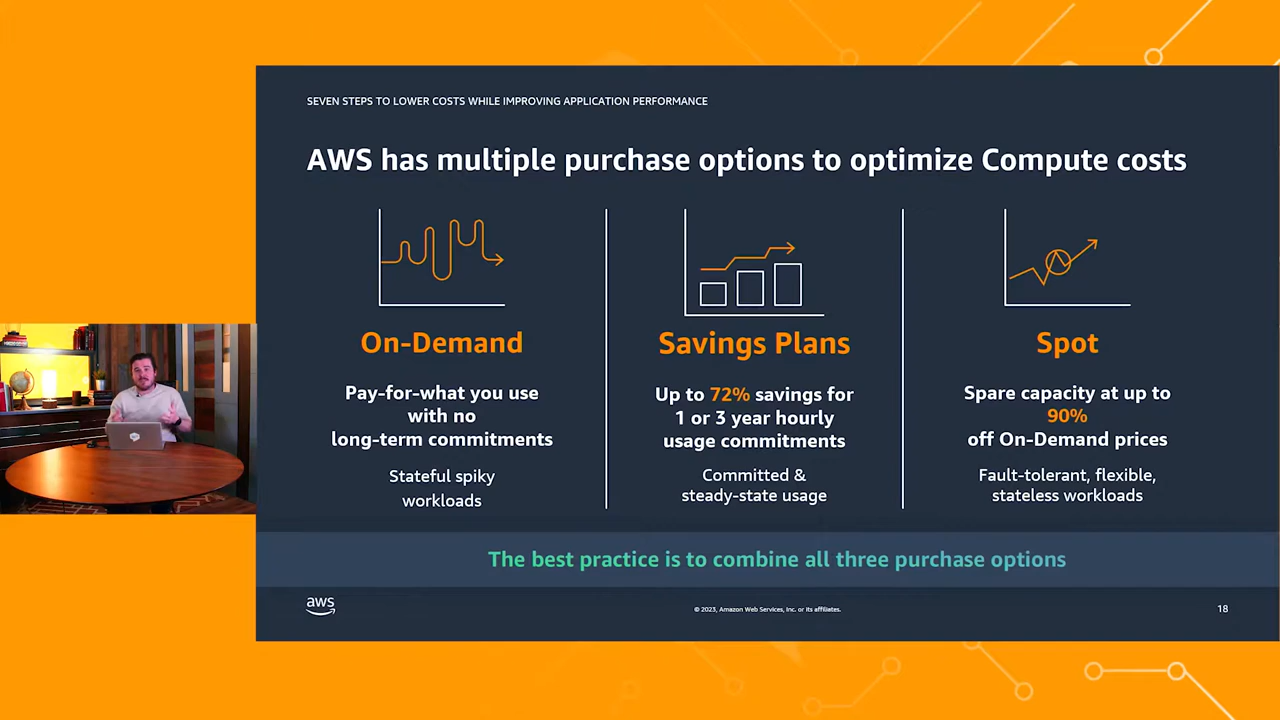 SEVEN STEPS TO LOWER COSTS WHILE IMPROVING APPLICATION PERFORMANCE
AWS has multiple purchase options to optimize Compute costs
On-Demand
Pay-for-what you use
with no
long-term commitments
Stateful spiky
workloads
Savings Plans
Up to 72% savings for
1 or 3 year hourly
usage commitments
Committed &
steady-state usage
Spot
Spare capacity at up to
90%
off On-Demand prices
Fault-tolerant, flexible,
stateless workloads
The best practice is to combine all three purchase options
aws
© 2023, Amazon Web Services, Inc. or its affiliates.
18